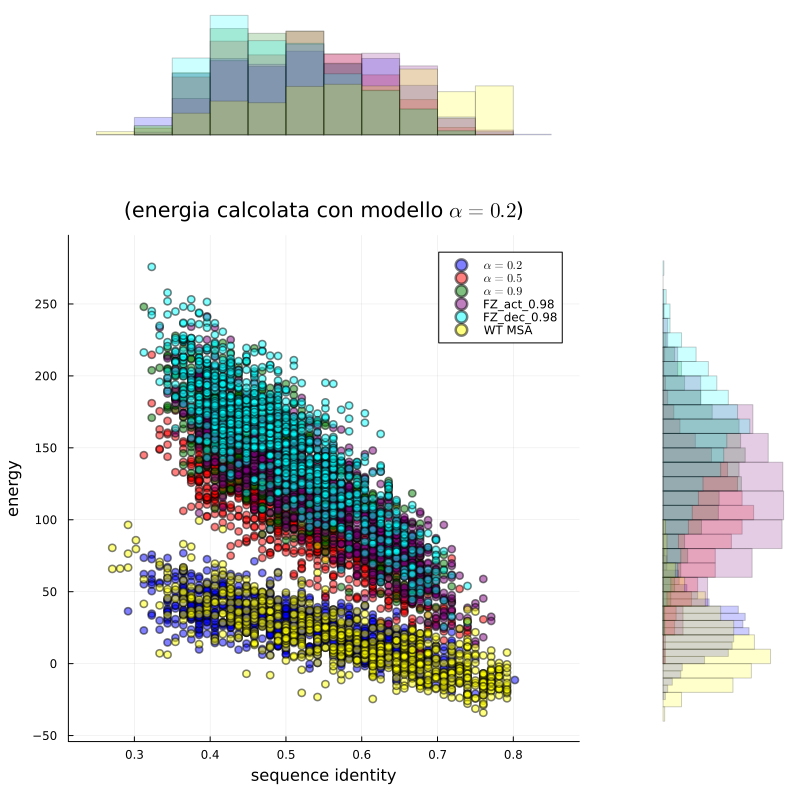 (energia calcolata con modello α = 0.2)
α = 0.2
α = 0.5
α = 0.9
FZ_act_0.98
FZ_dec_0.98
WT MSA
250
200
150
100
50
0
−50
energy
0.3 0.4 0.5 0.6 0.7 0.8
sequence identity